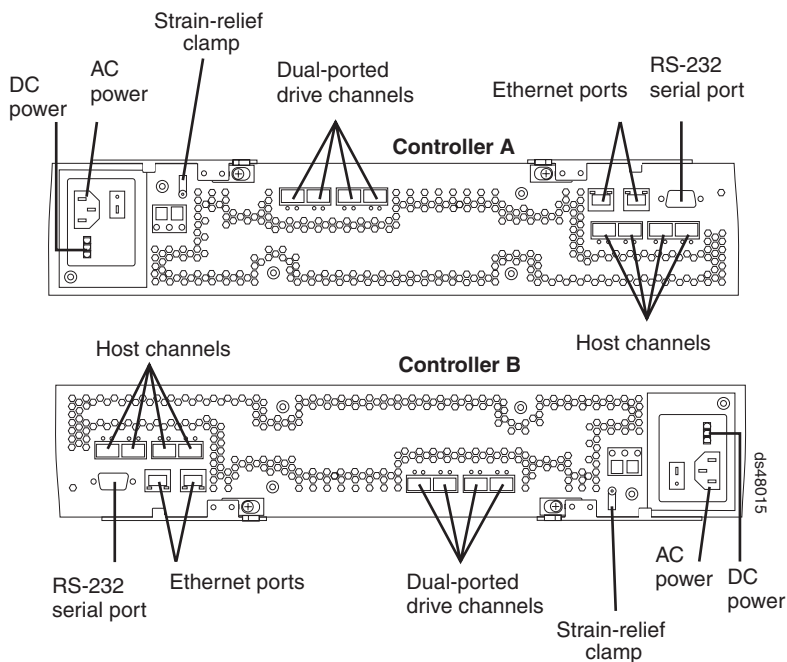 Strain-relief
clamp
DC
power
AC
power
Dual-ported
drive channels
Ethernet ports
RS-232
serial port
Controller A
Host channels
Host channels
Controller B
ds48015
RS-232
serial port
Ethernet ports
Dual-ported
drive channels
AC
power
DC
power
Strain-relief
clamp